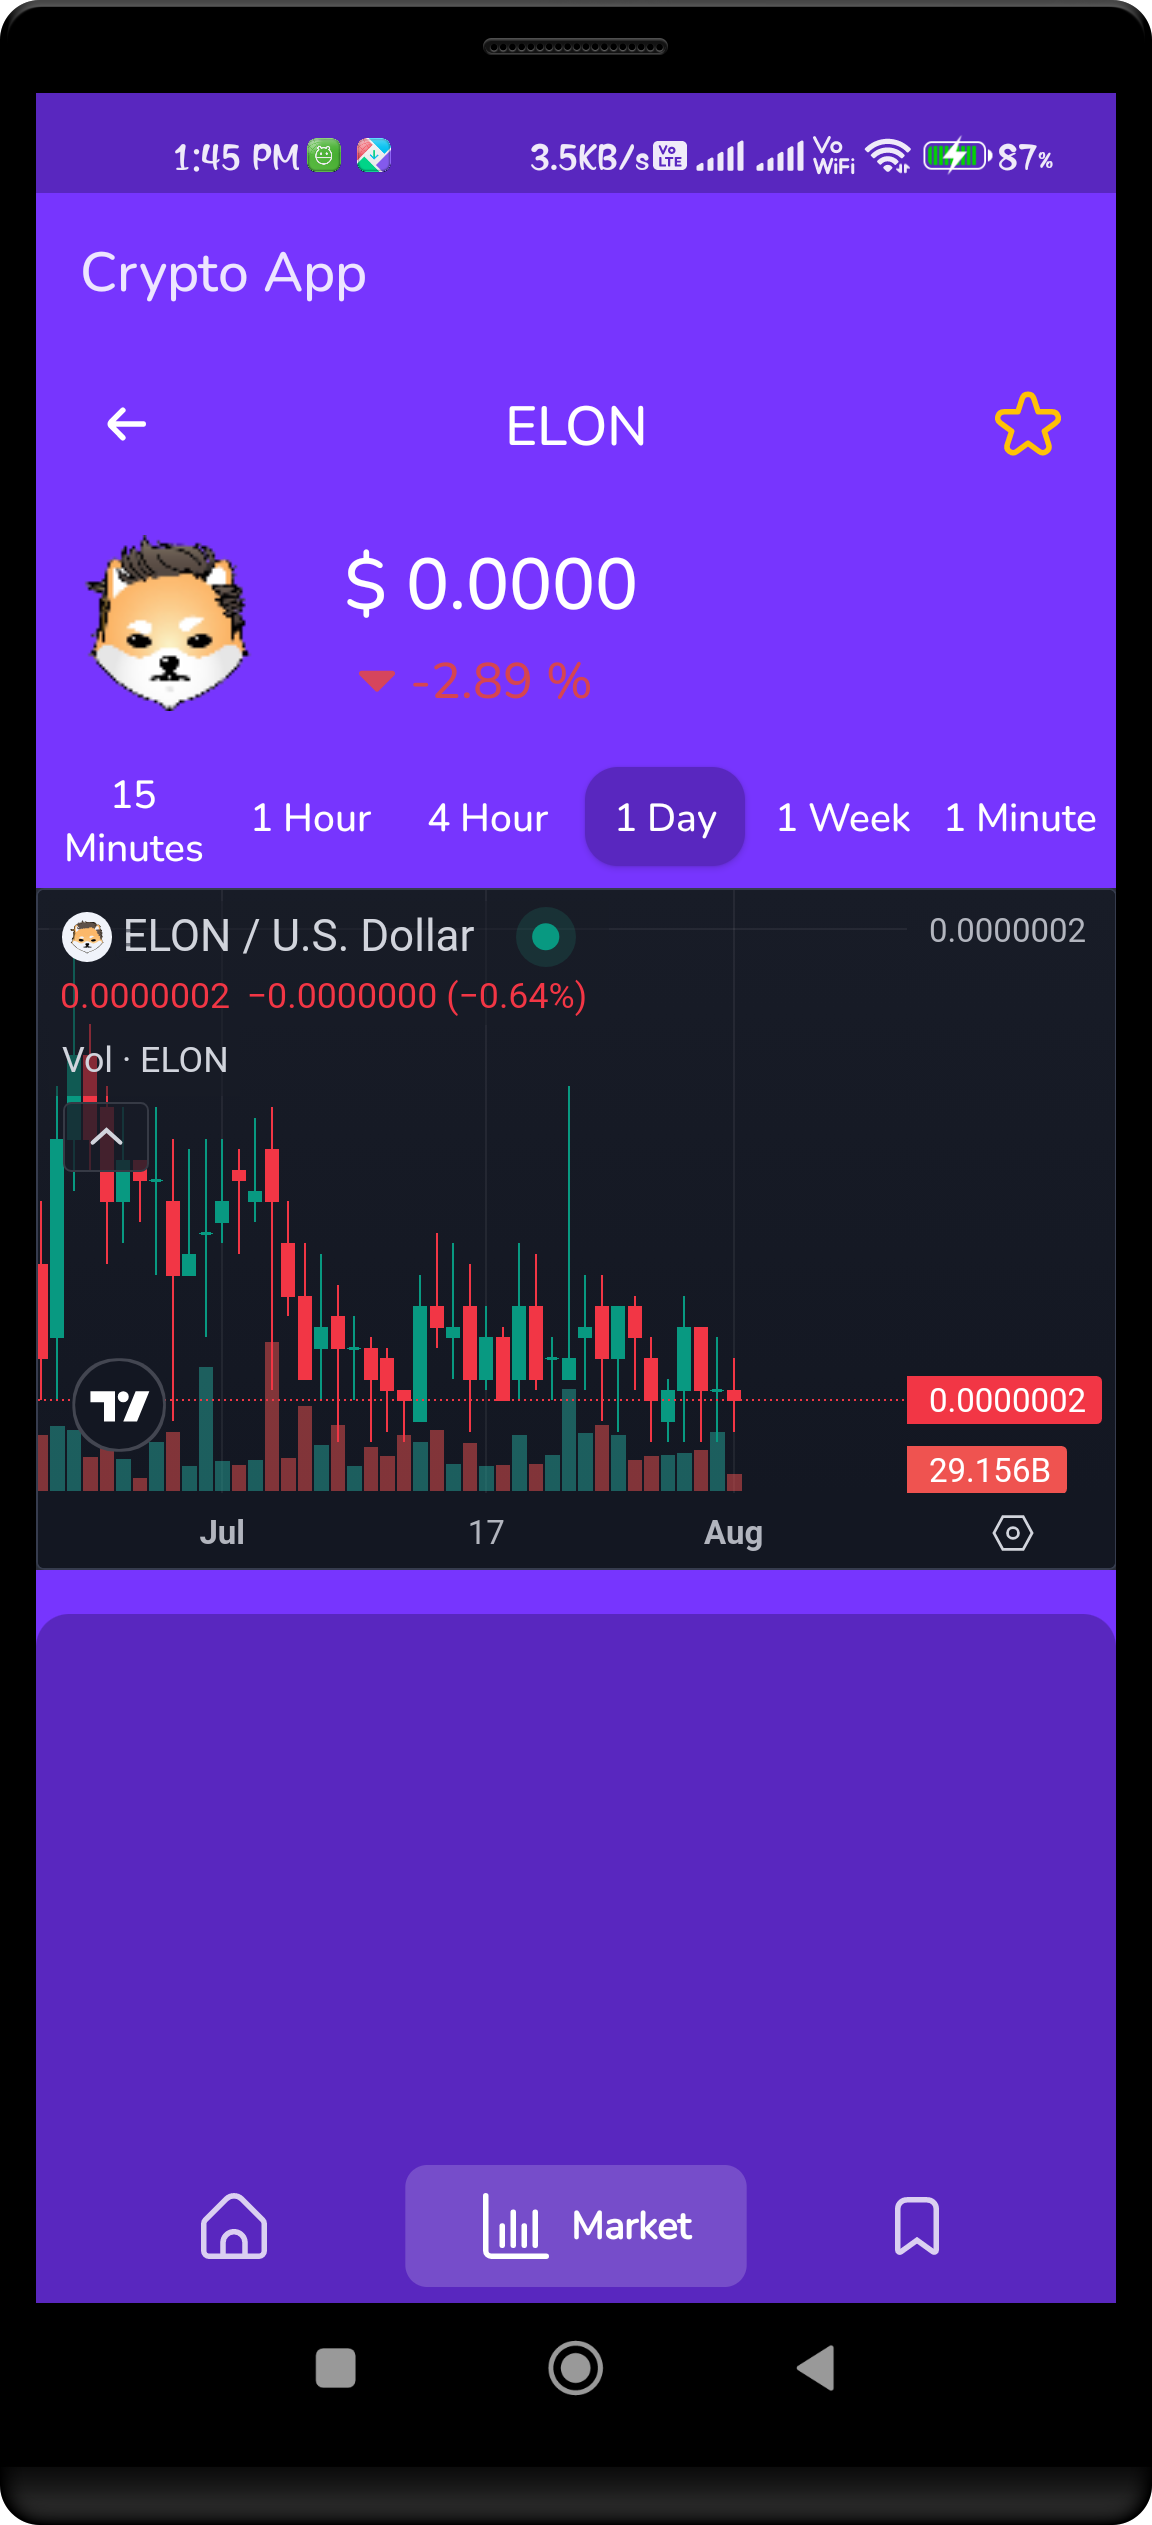 1:45 PM 3.5KB/s Vo LTE Vo WiFi 87%
Crypto App
ELON
$ 0.0000
-2.89 %
15 Minutes
1 Hour
4 Hour
1 Day
1 Week
1 Minute
ELON / U.S. Dollar
0.0000002
0.0000002 −0.0000000 (−0.64%)
Vol · ELON
0.0000002
29.156B
Jul
17
Aug
Market